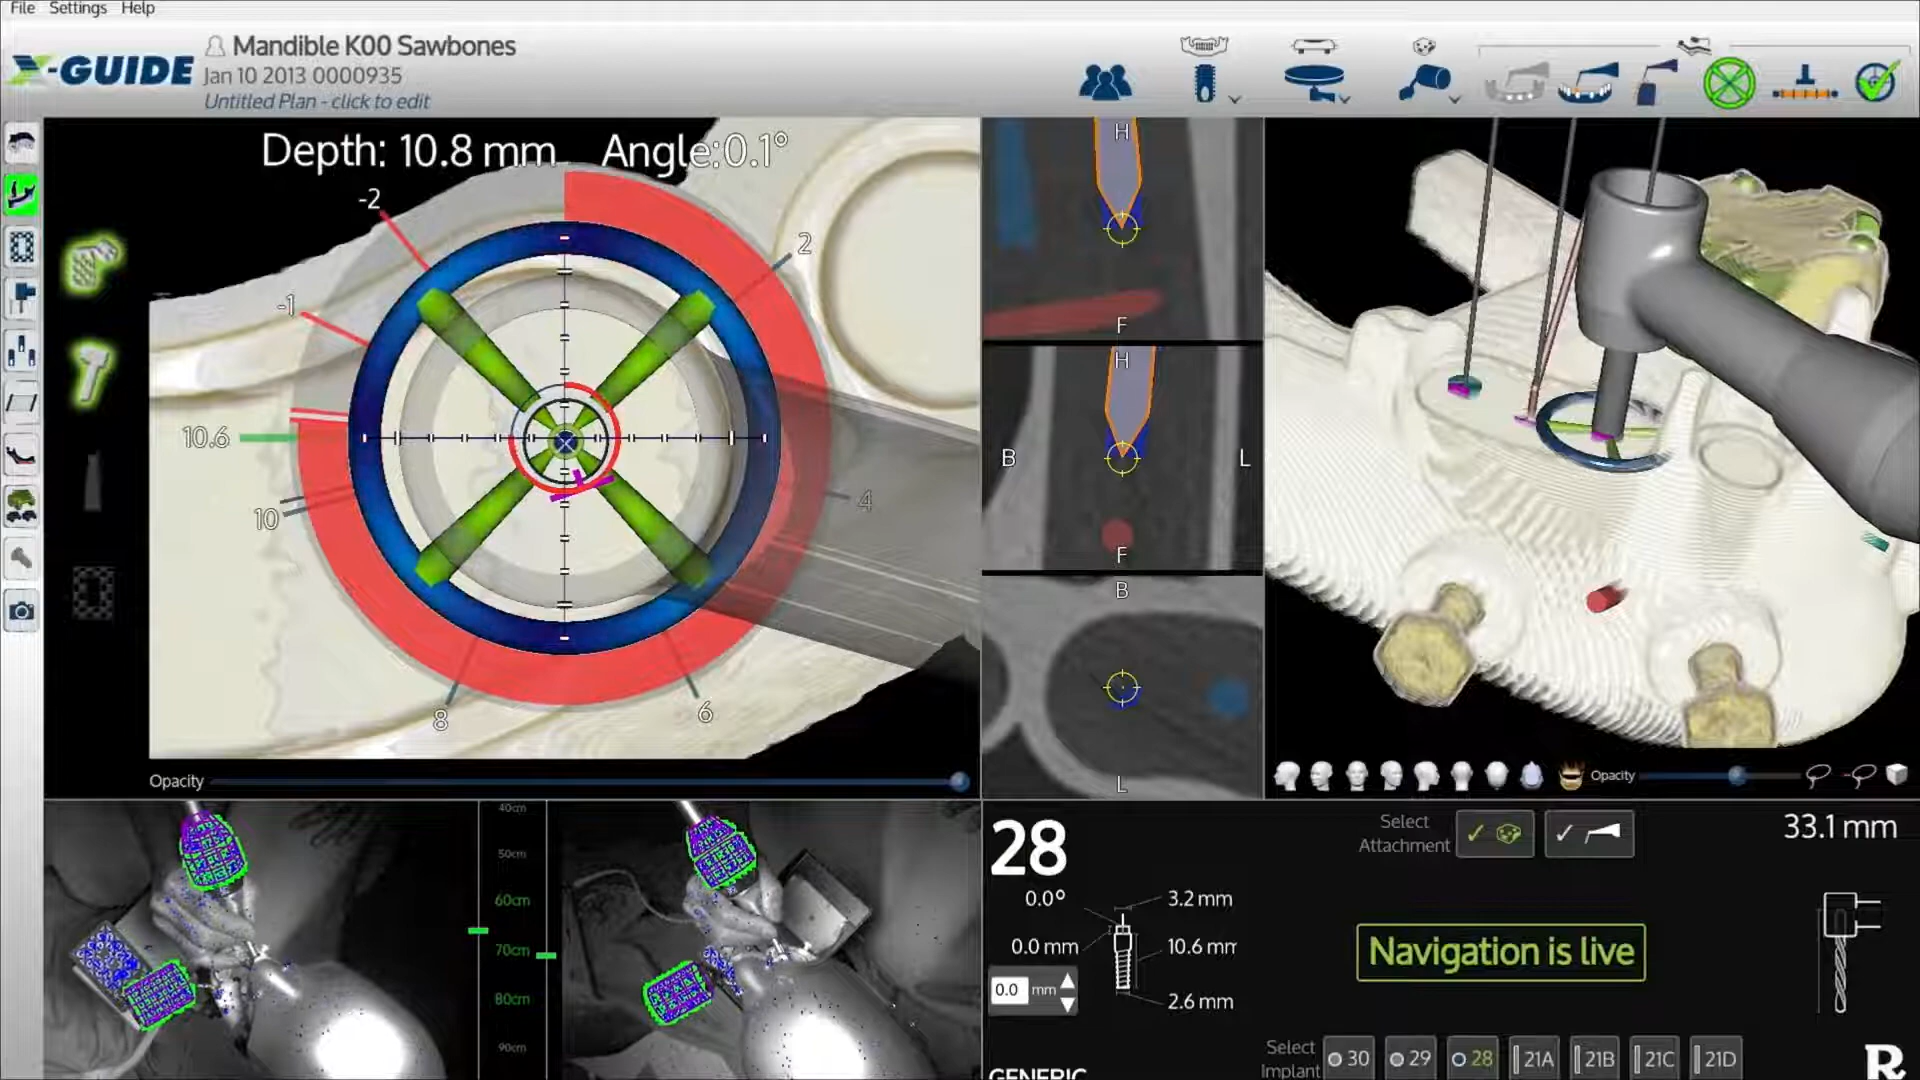 File Settings Help
X-GUIDE
Mandible K00 Sawbones
Jan 10 2013 0000935
Untitled Plan - click to edit
Depth: 10.8 mm Angle:0.1°
-2
2
-1
10.6
10
4
8
6
Opacity
H
F
H
B
L
F
B
L
Opacity
40cm
50cm
60cm
70cm
80cm
90cm
28
Select
Attachment
33.1 mm
0.0°
3.2 mm
0.0 mm
10.6 mm
0.0 mm
2.6 mm
Navigation is live
GENERIC
Select
Implant
30
29
28
21A
21B
21C
21D
R